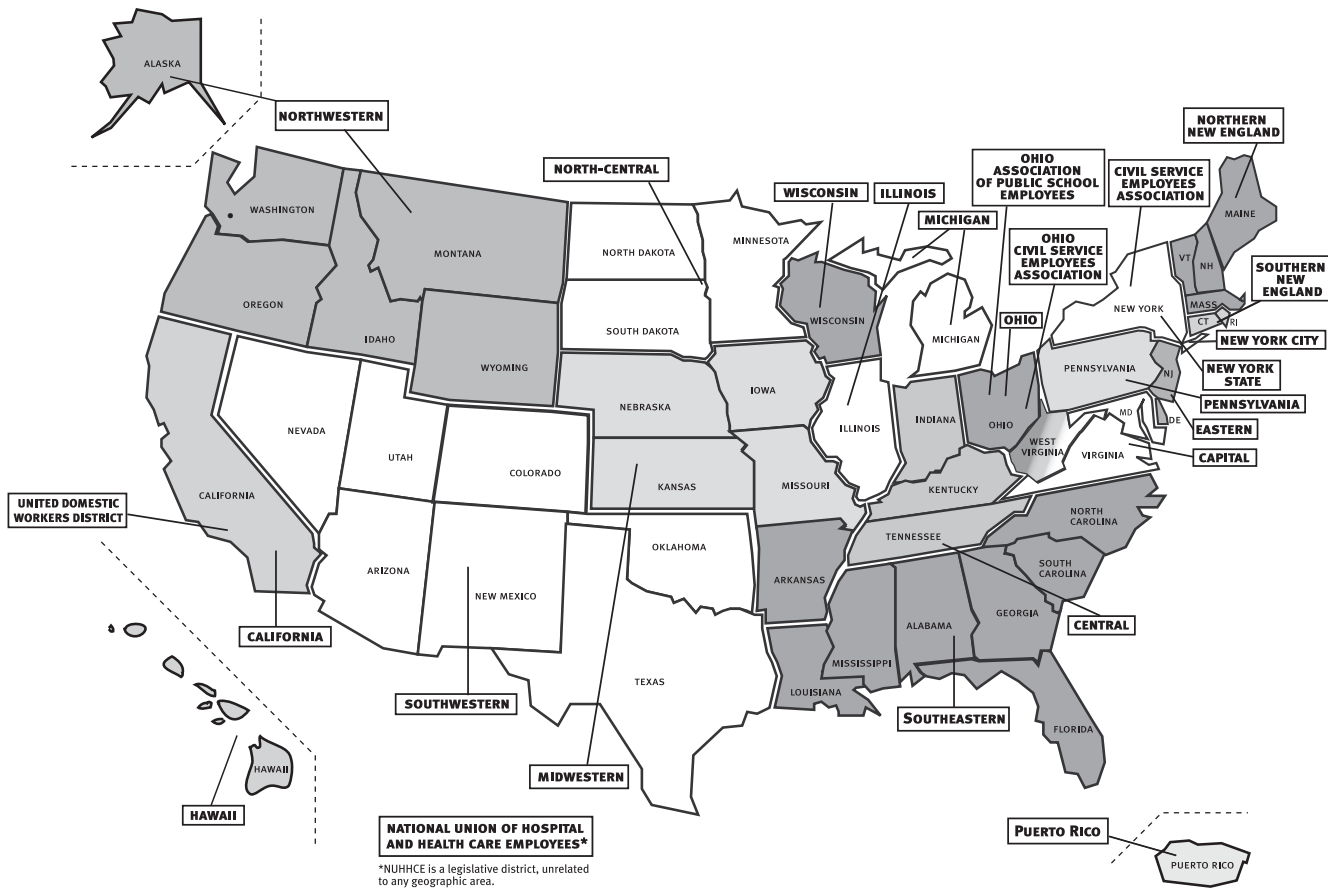 ALASKA
NORTHWESTERN
NORTHERN
NEW ENGLAND
OHIO
ASSOCIATION
OF PUBLIC SCHOOL
EMPLOYEES
CIVIL SERVICE
EMPLOYEES
ASSOCIATION
NORTH-CENTRAL
WISCONSIN
ILLINOIS
MICHIGAN
WASHINGTON
MAINE
MONTANA
NORTH DAKOTA
MINNESOTA
OHIO
CIVIL SERVICE
EMPLOYEES
ASSOCIATION
VT
NH
SOUTHERN
NEW
ENGLAND
OREGON
IDAHO
SOUTH DAKOTA
WISCONSIN
MICHIGAN
OHIO
NEW YORK
MASS
CT
RI
NEW YORK CITY
WYOMING
PENNSYLVANIA
NJ
NEW YORK
STATE
NEBRASKA
IOWA
PENNSYLVANIA
NEVADA
UTAH
COLORADO
ILLINOIS
INDIANA
OHIO
WEST
VIRGINIA
MD
DE
EASTERN
VIRGINIA
CAPITAL
UNITED DOMESTIC
WORKERS DISTRICT
CALIFORNIA
KANSAS
MISSOURI
KENTUCKY
NORTH
CAROLINA
ARIZONA
NEW MEXICO
OKLAHOMA
ARKANSAS
TENNESSEE
SOUTH
CAROLINA
CALIFORNIA
GEORGIA
ALABAMA
CENTRAL
MISSISSIPPI
TEXAS
LOUISIANA
SOUTHWESTERN
SOUTHEASTERN
FLORIDA
HAWAII
MIDWESTERN
HAWAII
NATIONAL UNION OF HOSPITAL
AND HEALTH CARE EMPLOYEES*
*NUHHCE is a legislative district, unrelated
to any geographic area.
PUERTO RICO
PUERTO RICO